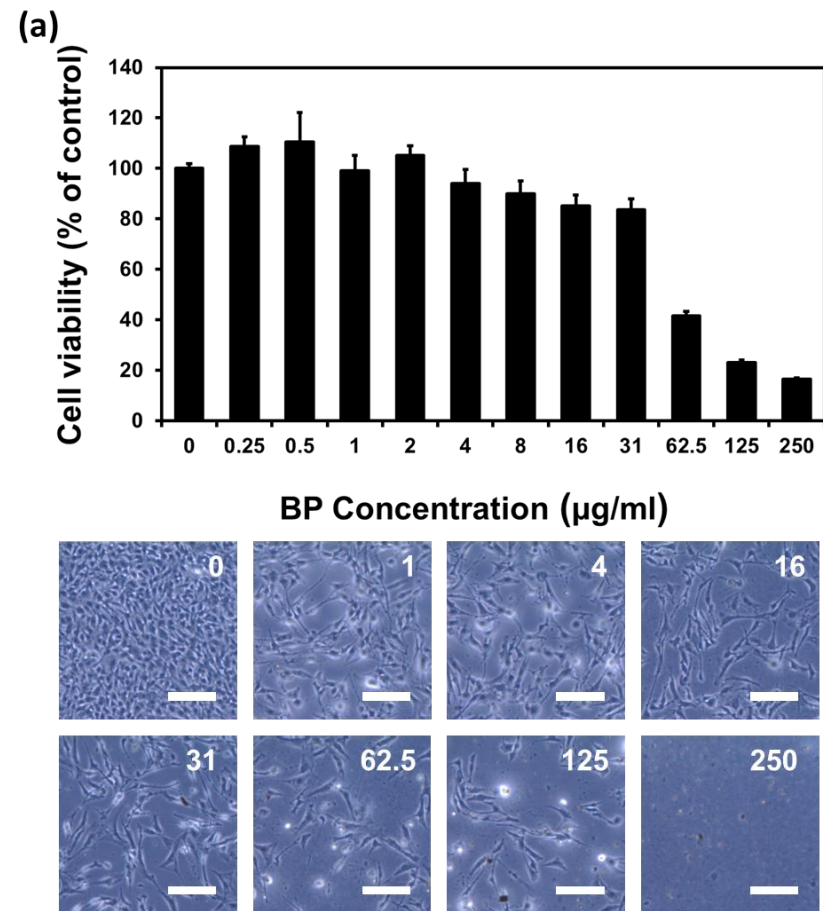 (a)
Cell viability (% of control)
140
120
100
80
60
40
20
0
0 0.25 0.5 1 2 4 8 16 31 62.5 125 250
BP Concentration (μg/ml)
0 1 4 16
31 62.5 125 250